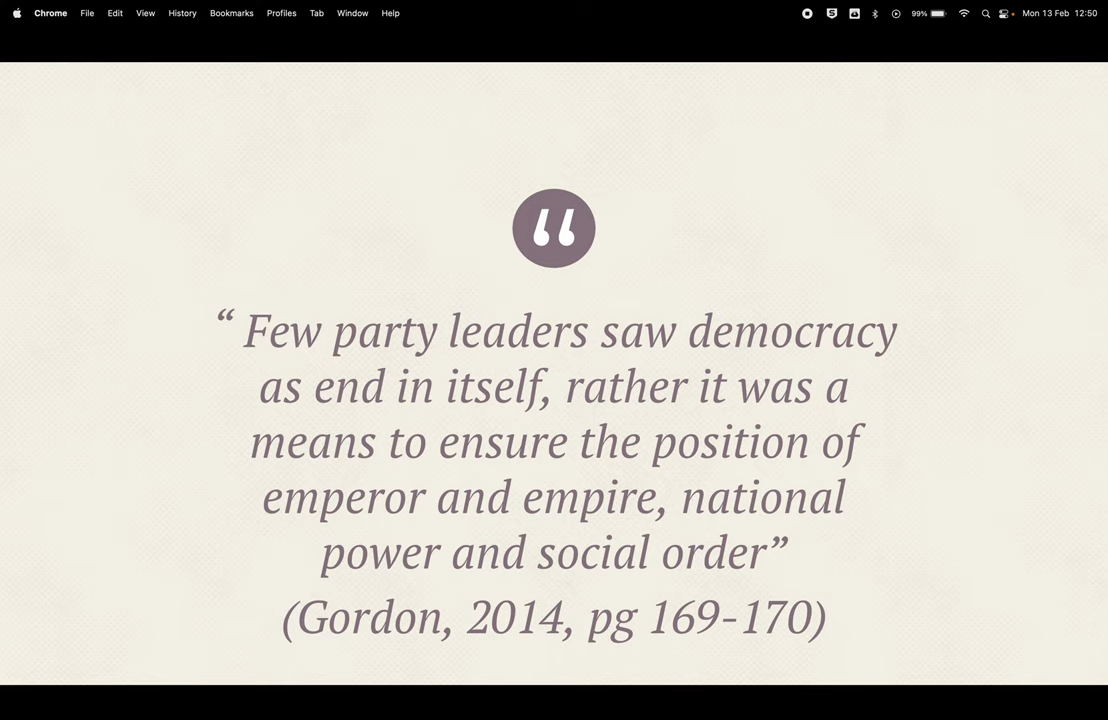 Chrome File Edit View History Bookmarks Profiles Tab Window Help 99% Mon 13 Feb 12:50
“
“ Few party leaders saw democracy
as end in itself, rather it was a
means to ensure the position of
emperor and empire, national
power and social order”
(Gordon, 2014, pg 169-170)